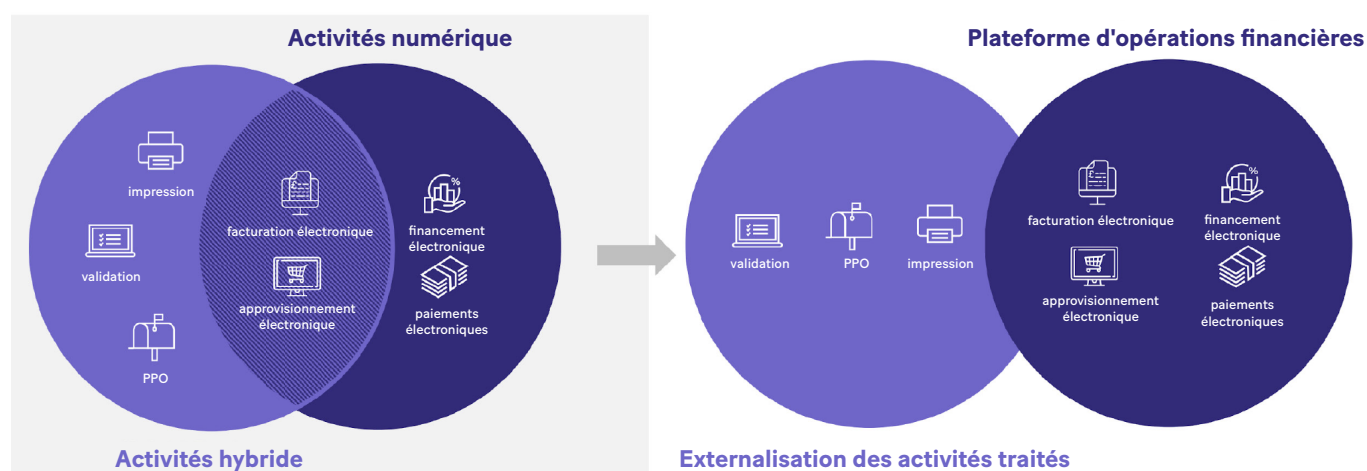 Activités numérique
impression
validation
PPO
facturation électronique
approvisionnement
électronique
financement
électronique
paiements
électroniques
Activités hybride
Plateforme d'opérations financières
validation
PPO
impression
facturation électronique
approvisionnement
électronique
financement
électronique
paiements
électroniques
Externalisation des activités traités